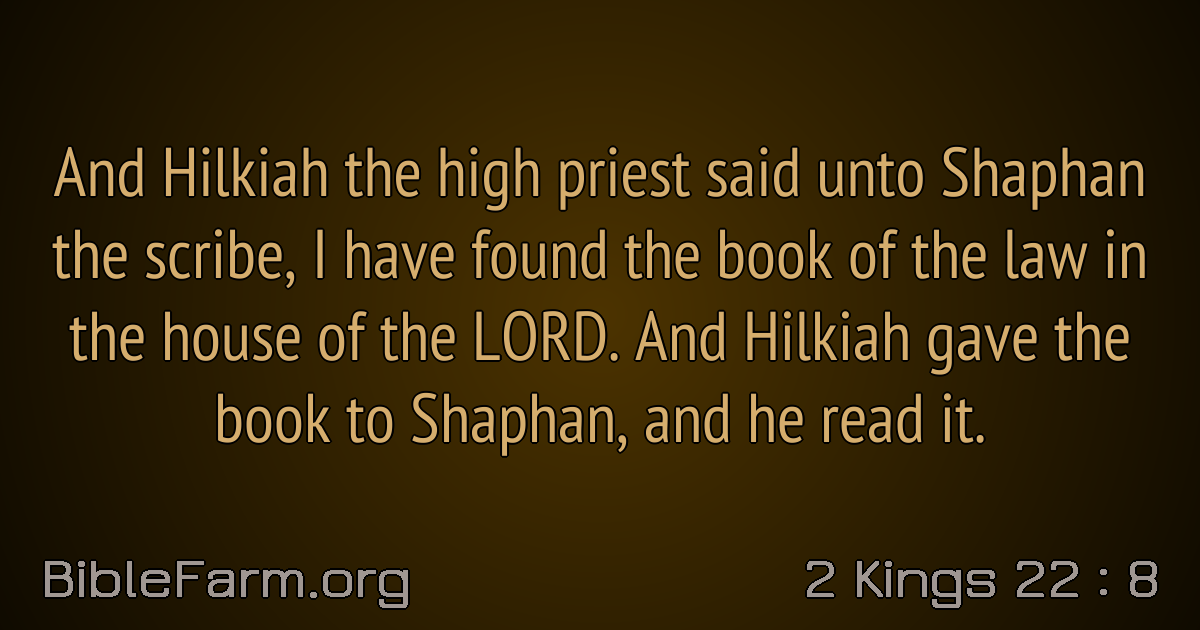 And Hilkiah the high priest said unto Shaphan
the scribe, I have found the book of the law in
the house of the LORD. And Hilkiah gave the
book to Shaphan, and he read it.
BibleFarm.org
2 Kings 22 : 8